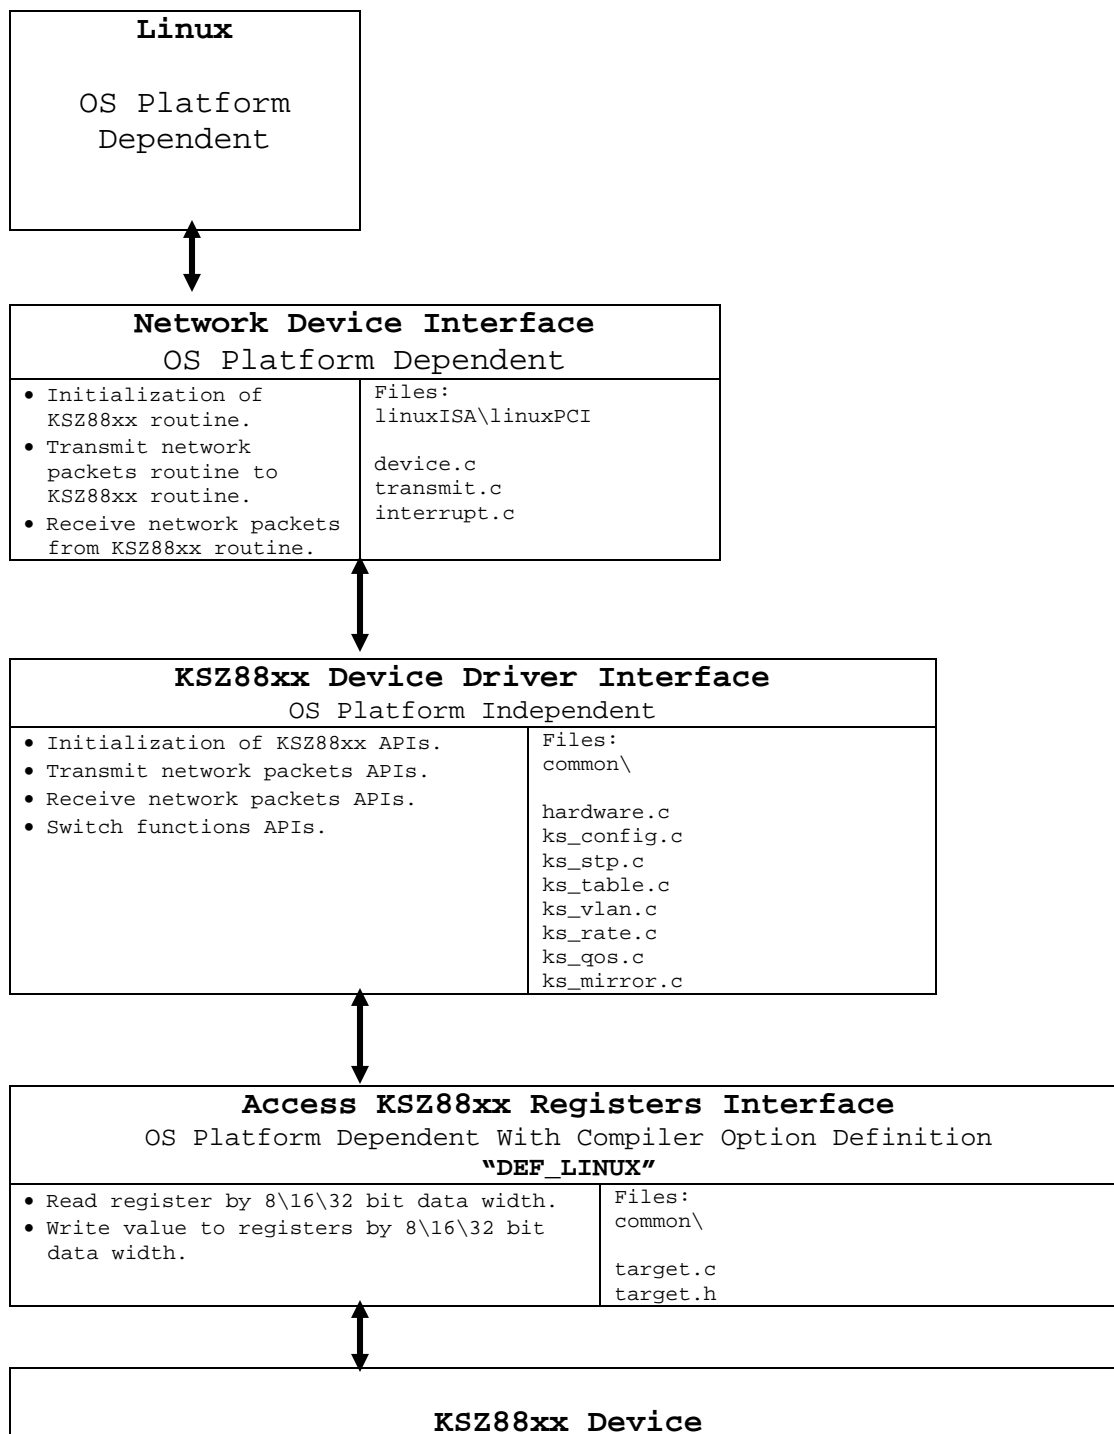 Linux
OS Platform
Dependent
Network Device Interface
OS Platform Dependent
• Initialization of
KSZ88xx routine.
• Transmit network
packets routine to
KSZ88xx routine.
• Receive network packets
from KSZ88xx routine.
Files:
linuxISA\linuxPCI
device.c
transmit.c
interrupt.c
KSZ88xx Device Driver Interface
OS Platform Independent
• Initialization of KSZ88xx APIs.
• Transmit network packets APIs.
• Receive network packets APIs.
• Switch functions APIs.
Files:
common\
hardware.c
ks_config.c
ks_stp.c
ks_table.c
ks_vlan.c
ks_rate.c
ks_qos.c
ks_mirror.c
Access KSZ88xx Registers Interface
OS Platform Dependent With Compiler Option Definition
“DEF_LINUX”
• Read register by 8\16\32 bit data width.
• Write value to registers by 8\16\32 bit
data width.
Files:
common\
target.c
target.h
KSZ88xx Device